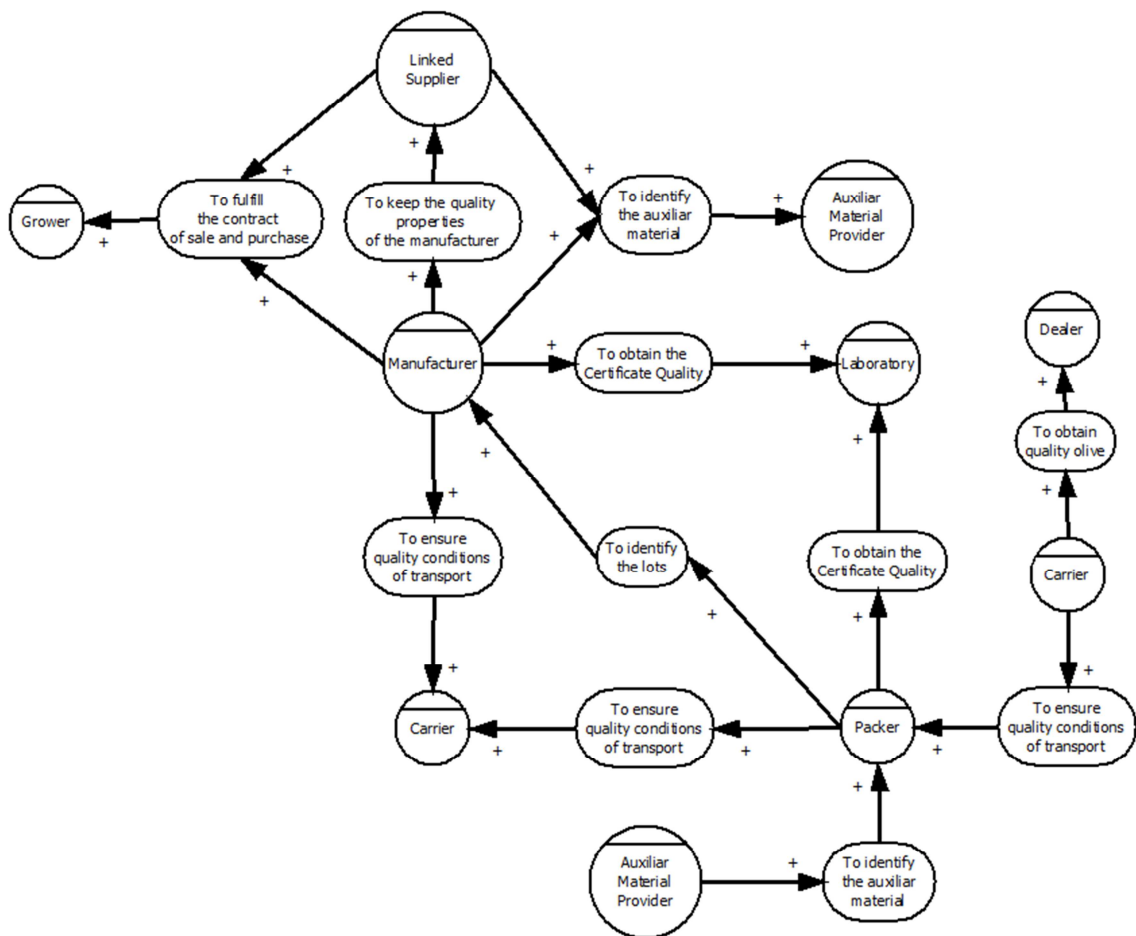 Linked
Supplier
+
+
+
To fulfill
the contract
of sale and purchase
To keep the quality
properties
of the manufacturer
To identify
the auxiliar
material
+
Auxiliar
Material
Provider
Grower
+
+
+
+
Manufacturer
+
To obtain the
Certificate Quality
+
Laboratory
Dealer
+
To obtain
quality olive
+
+
+
+
To ensure
quality conditions
of transport
To identify
the lots
To obtain the
Certificate Quality
Carrier
+
+
+
+
Carrier
+
To ensure
quality conditions
of transport
+
Packer
+
To ensure
quality conditions
of transport
+
Auxiliar
Material
Provider
+
To identify
the auxiliar
material